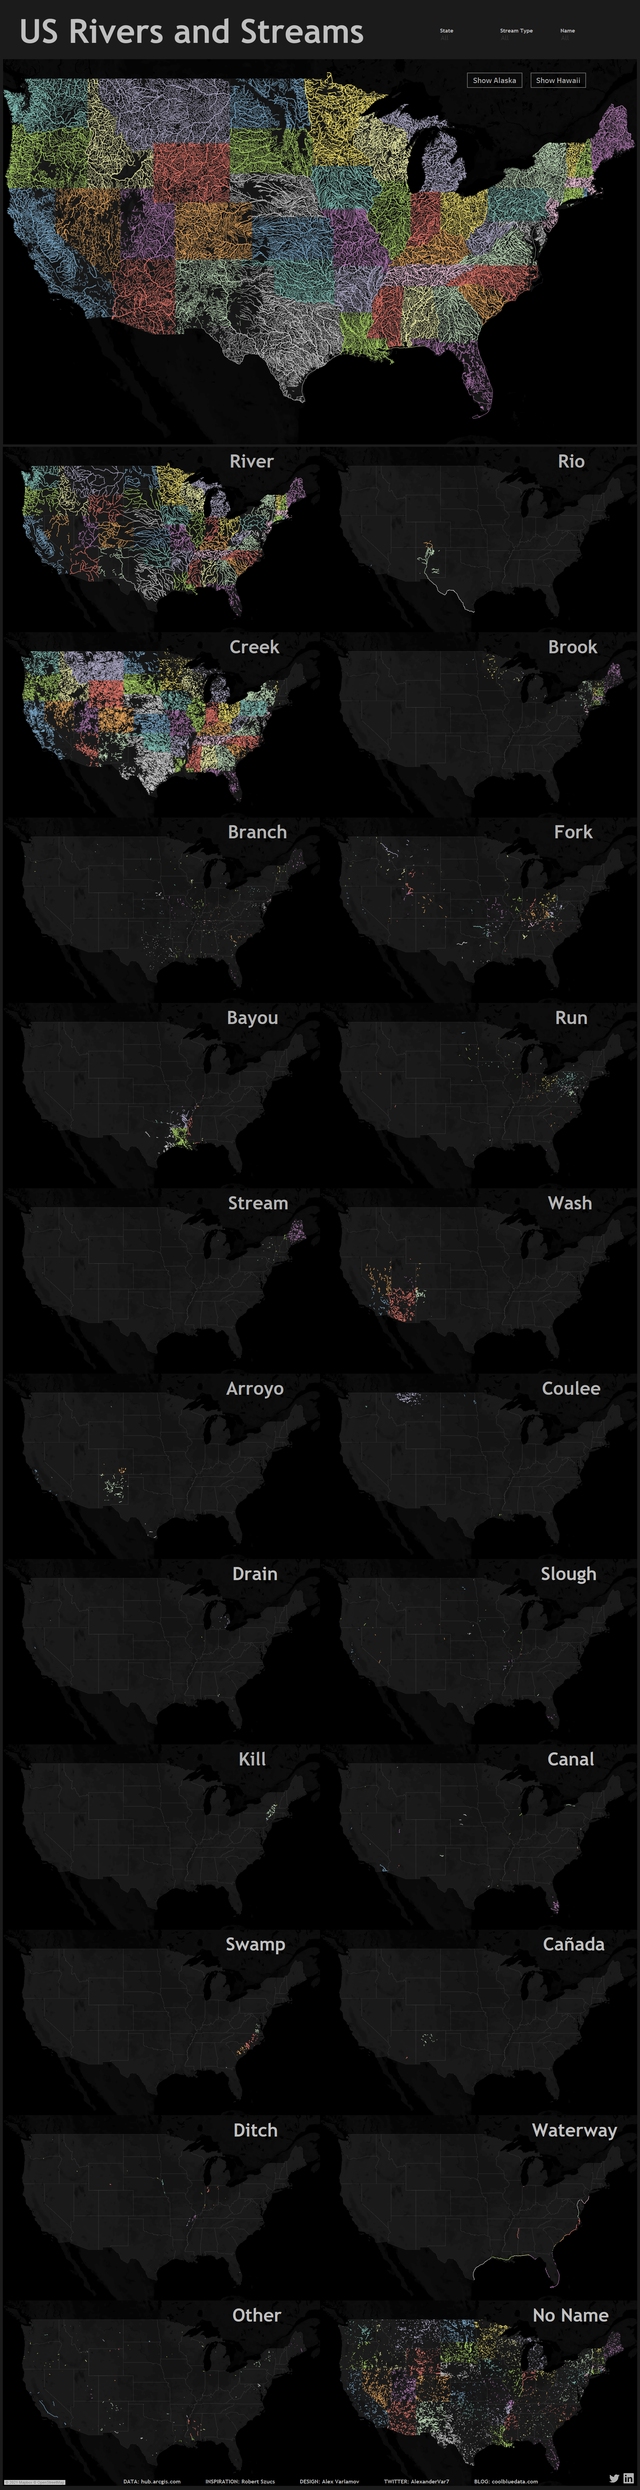 US Rivers and Streams
State Stream Type Name
Show Alaska Show Hawaii
River Rio
Creek Brook
Branch Fork
Bayou Run
Stream Wash
Arroyo Coulee
Drain Slough
Kill Canal
Swamp Cañada
Ditch Waterway
Other No Name
DATA: hub.arcgis.com INSPIRATION: Robert Szucs DESIGN: Alex Varlamov TWITTER: AlexanderVar7 BLOG: coolbluedata.com